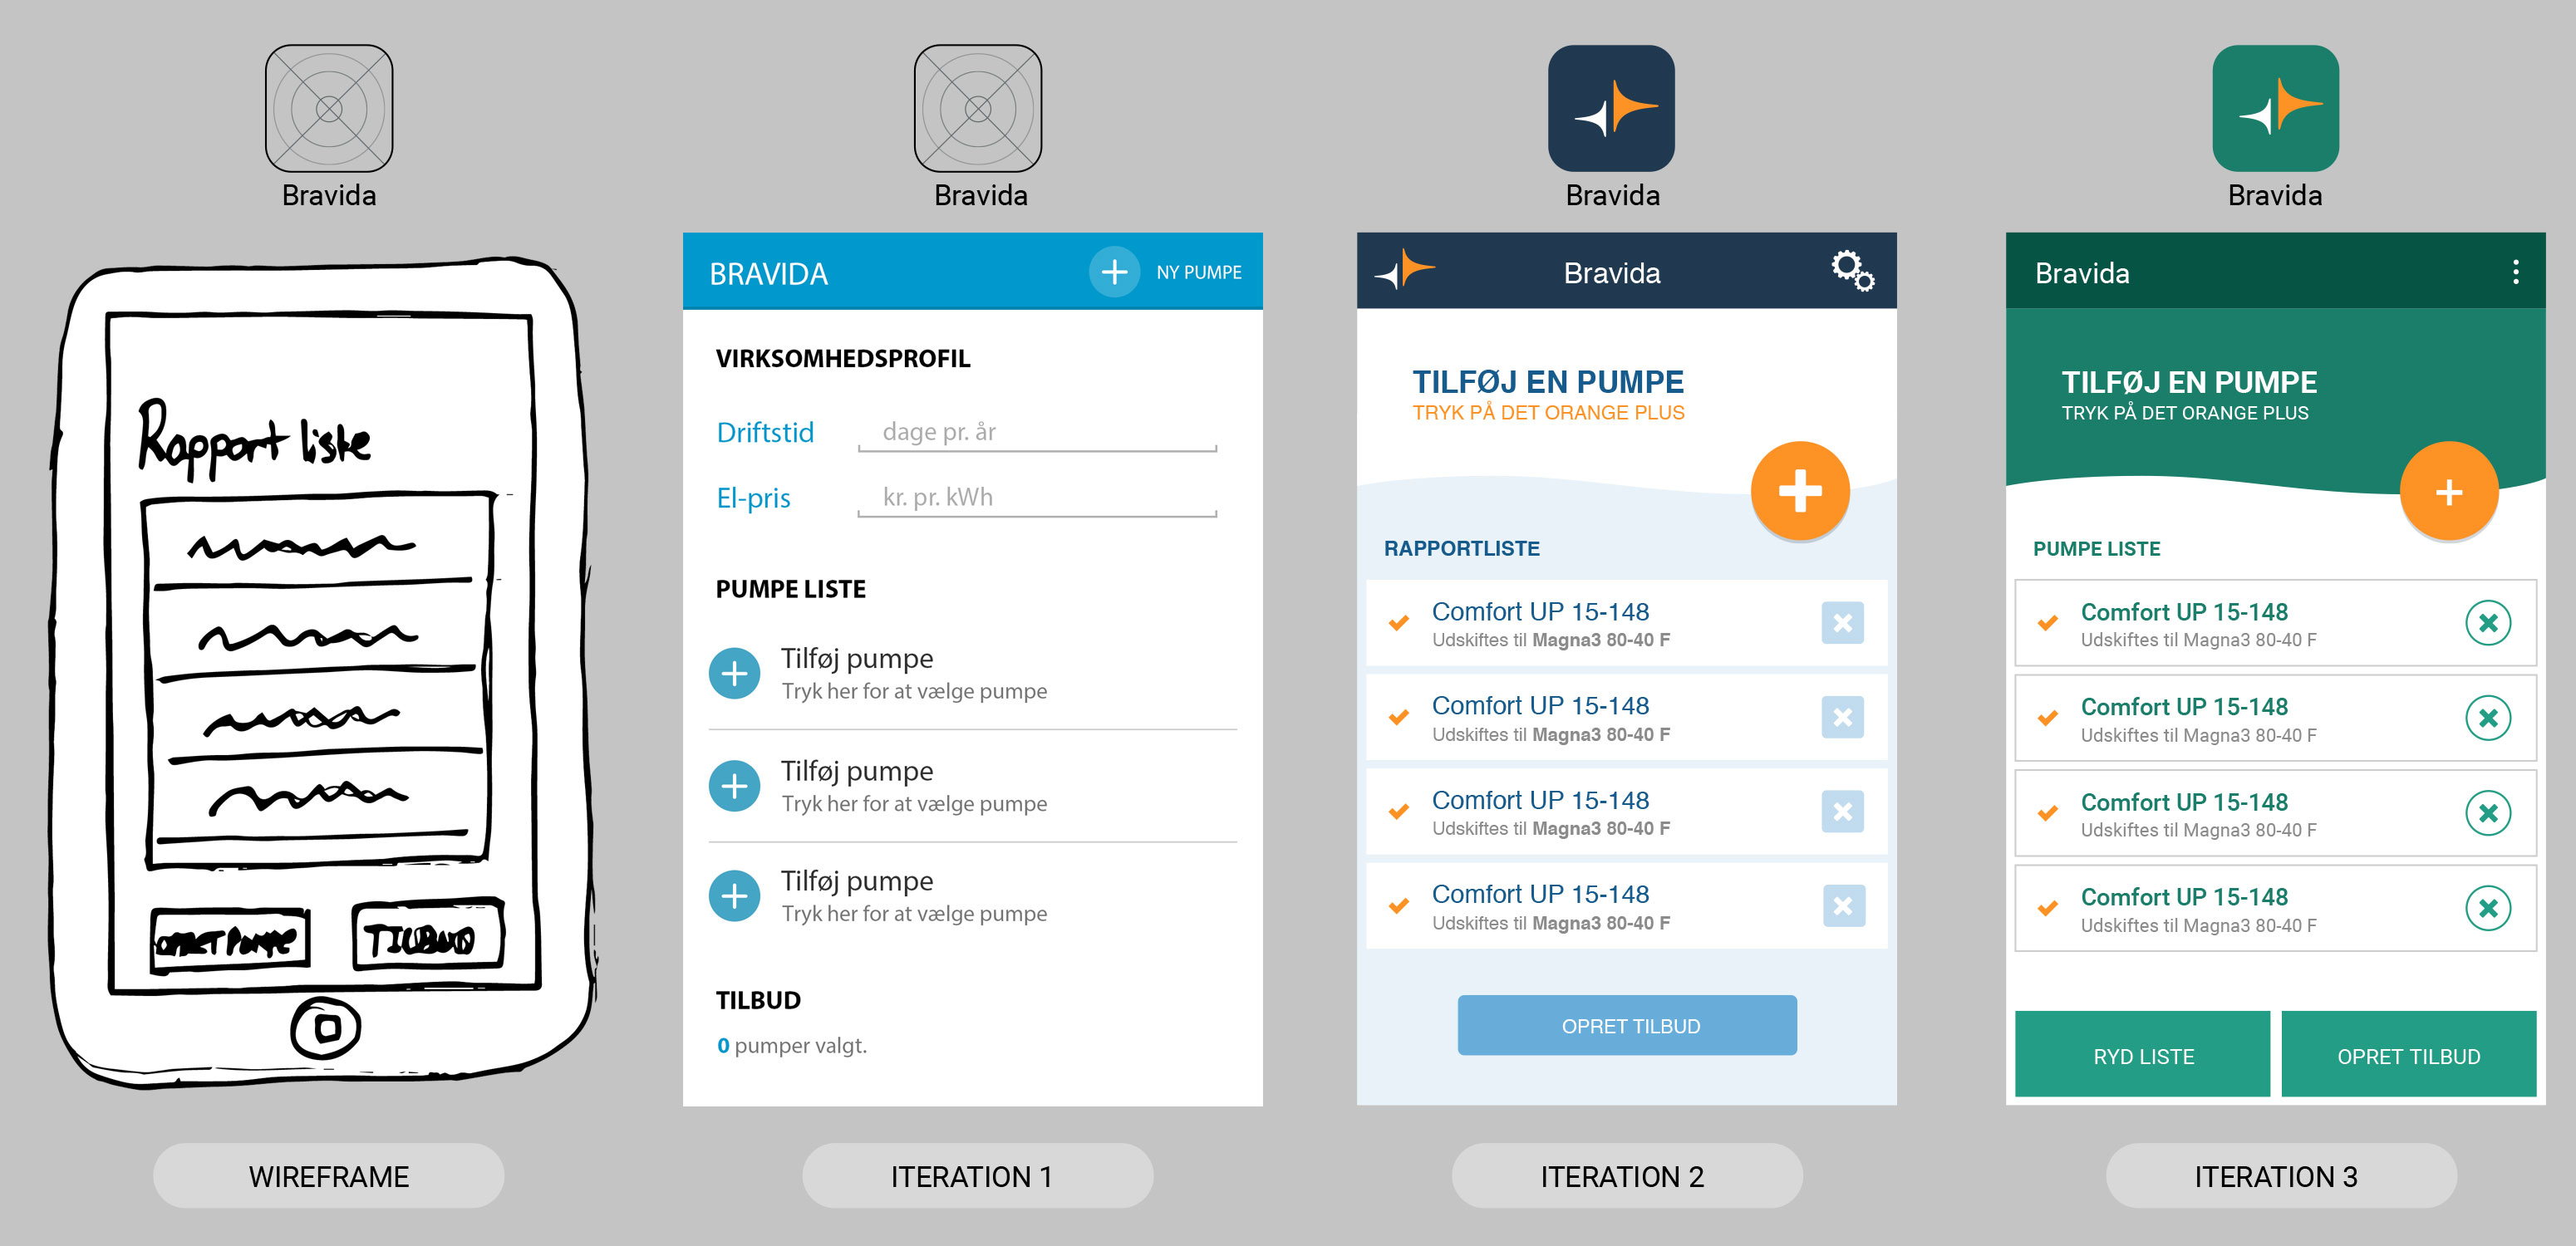 Bravida
Rapport liste
OPRET PUMPE
TILBUD
WIREFRAME
Bravida
BRAVIDA
NY PUMPE
VIRKSOMHEDSPROFIL
Driftstid
dage pr. år
El-pris
kr. pr. kWh
PUMPE LISTE
Tilføj pumpe
Tryk her for at vælge pumpe
Tilføj pumpe
Tryk her for at vælge pumpe
Tilføj pumpe
Tryk her for at vælge pumpe
TILBUD
0 pumper valgt.
ITERATION 1
Bravida
Bravida
TILFØJ EN PUMPE
TRYK PÅ DET ORANGE PLUS
RAPPORTLISTE
Comfort UP 15-148
Udskiftes til Magna3 80-40 F
Comfort UP 15-148
Udskiftes til Magna3 80-40 F
Comfort UP 15-148
Udskiftes til Magna3 80-40 F
Comfort UP 15-148
Udskiftes til Magna3 80-40 F
OPRET TILBUD
ITERATION 2
Bravida
Bravida
TILFØJ EN PUMPE
TRYK PÅ DET ORANGE PLUS
PUMPE LISTE
Comfort UP 15-148
Udskiftes til Magna3 80-40 F
Comfort UP 15-148
Udskiftes til Magna3 80-40 F
Comfort UP 15-148
Udskiftes til Magna3 80-40 F
Comfort UP 15-148
Udskiftes til Magna3 80-40 F
RYD LISTE
OPRET TILBUD
ITERATION 3